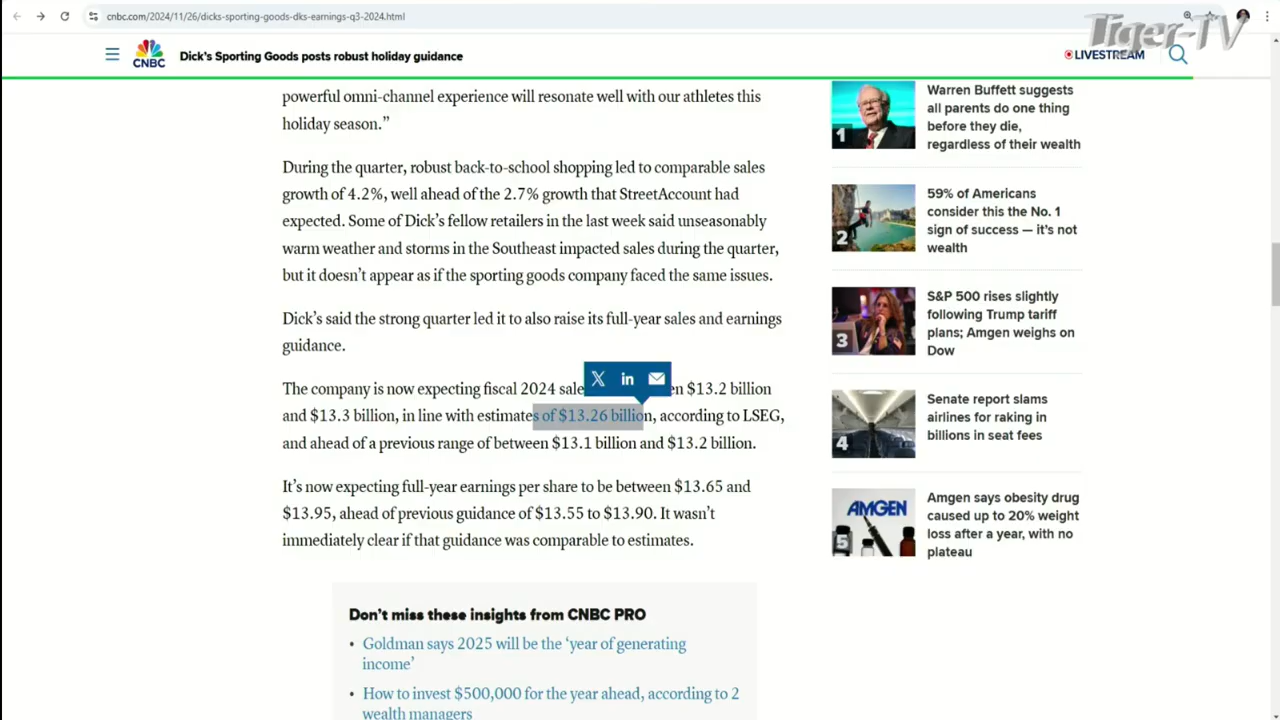 cnbc.com/2024/11/26/dicks-sporting-goods-dks-earnings-q3-2024.html
Tiger-TV
CNBC
Dick's Sporting Goods posts robust holiday guidance
LIVESTREAM
powerful omni-channel experience will resonate well with our athletes this
holiday season.”
During the quarter, robust back-to-school shopping led to comparable sales
growth of 4.2%, well ahead of the 2.7% growth that StreetAccount had
expected. Some of Dick’s fellow retailers in the last week said unseasonably
warm weather and storms in the Southeast impacted sales during the quarter,
but it doesn’t appear as if the sporting goods company faced the same issues.
Dick’s said the strong quarter led it to also raise its full-year sales and earnings
guidance.
The company is now expecting fiscal 2024 sale
en $13.2 billion
and $13.3 billion, in line with estimates of $13.26 billion, according to LSEG,
and ahead of a previous range of between $13.1 billion and $13.2 billion.
It’s now expecting full-year earnings per share to be between $13.65 and
$13.95, ahead of previous guidance of $13.55 to $13.90. It wasn’t
immediately clear if that guidance was comparable to estimates.
Don’t miss these insights from CNBC PRO
• Goldman says 2025 will be the ‘year of generating
income’
• How to invest $500,000 for the year ahead, according to 2
wealth managers
1
Warren Buffett suggests
all parents do one thing
before they die,
regardless of their wealth
2
59% of Americans
consider this the No. 1
sign of success — it’s not
wealth
3
S&P 500 rises slightly
following Trump tariff
plans; Amgen weighs on
Dow
4
Senate report slams
airlines for raking in
billions in seat fees
AMGEN
5
Amgen says obesity drug
caused up to 20% weight
loss after a year, with no
plateau